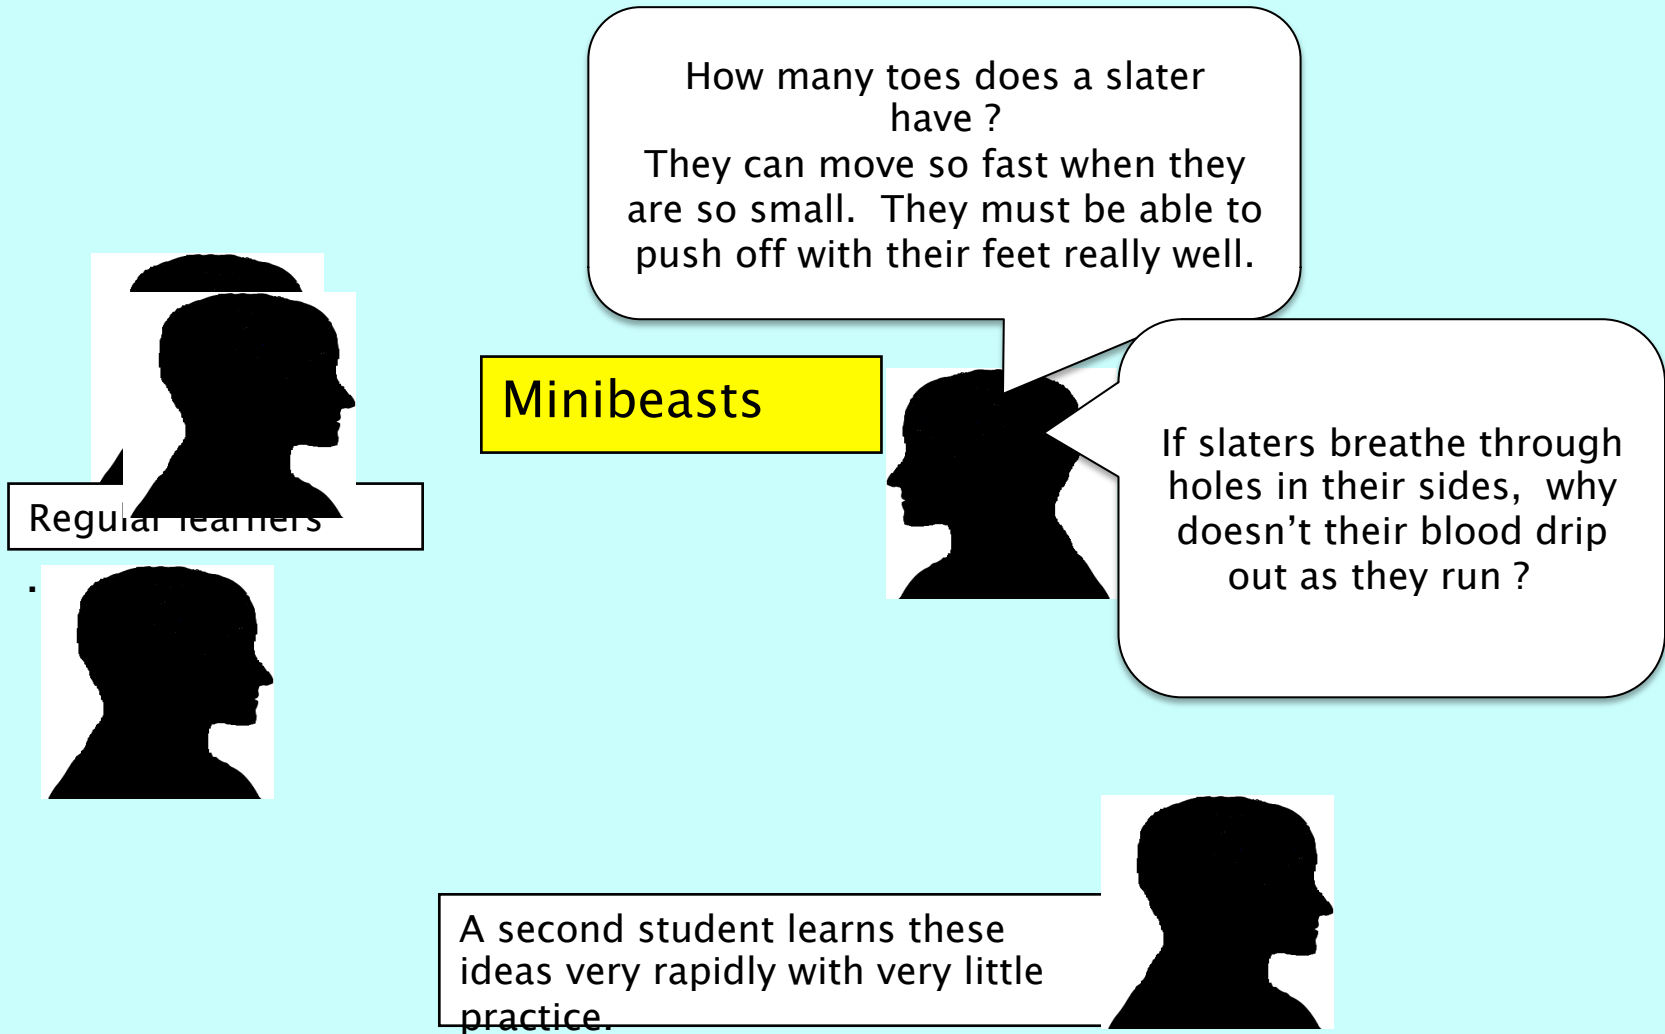 How many toes does a slater
have ?
They can move so fast when they
are so small. They must be able to
push off with their feet really well.
Minibeasts
If slaters breathe through
holes in their sides, why
doesn’t their blood drip
out as they run ?
Regular learners
.
A second student learns these
ideas very rapidly with very little
practice.